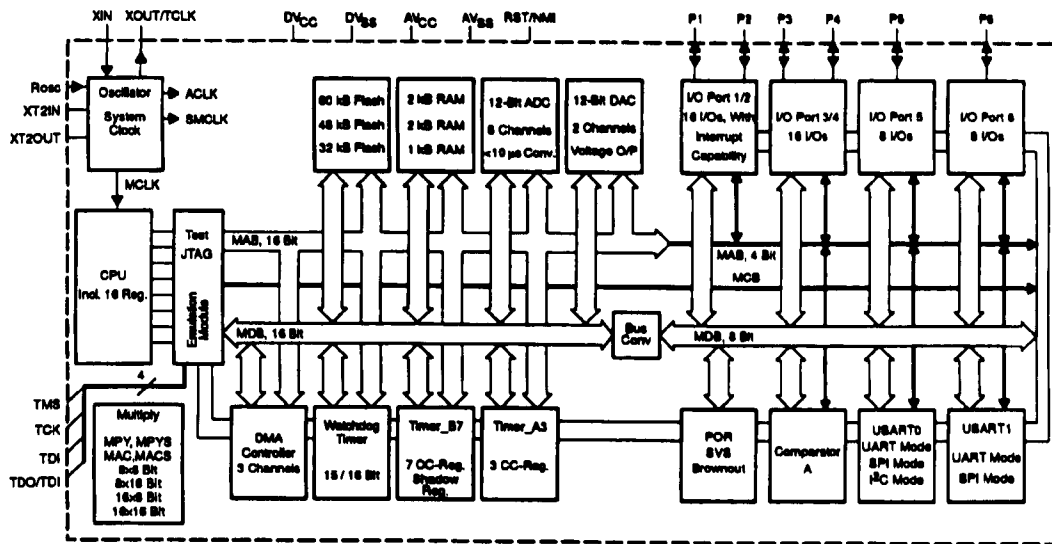 XIN XOUT/TCLK DVCC DVSS AVCC AVSS RST/NMI P1 P2 P3 P4 P5 P6
Rosc
XT2IN
XT2OUT
Oscillator
System
Clock
ACLK
SMCLK
MCLK
60 kB Flash
48 kB Flash
32 kB Flash
2 kB RAM
2 kB RAM
1 kB RAM
12-Bit ADC
8 Channels
<10 µs Conv.
12-Bit DAC
2 Channels
Voltage O/P
I/O Port 1/2
16 I/Os, With
Interrupt
Capability
I/O Port 3/4
16 I/Os
I/O Port 5
8 I/Os
I/O Port 6
8 I/Os
CPU
Incl. 16 Reg.
Test
JTAG
Emulation
Module
MAB, 16 Bit
MAB, 4 Bit
MCB
MDB, 16 Bit
Bus
Conv
MDB, 8 Bit
4
TMS
TCK
TDI
TDO/TDI
Multiply
MPY, MPYS
MAC,MACS
8x8 Bit
8x16 Bit
16x8 Bit
16x16 Bit
DMA
Controller
3 Channels
Watchdog
Timer
15 / 16 Bit
Timer_B7
7 CC-Reg.
Shadow
Reg.
Timer_A3
3 CC-Reg.
POR
SVS
Brownout
Comparator
A
USART0
UART Mode
SPI Mode
I²C Mode
USART1
UART Mode
SPI Mode